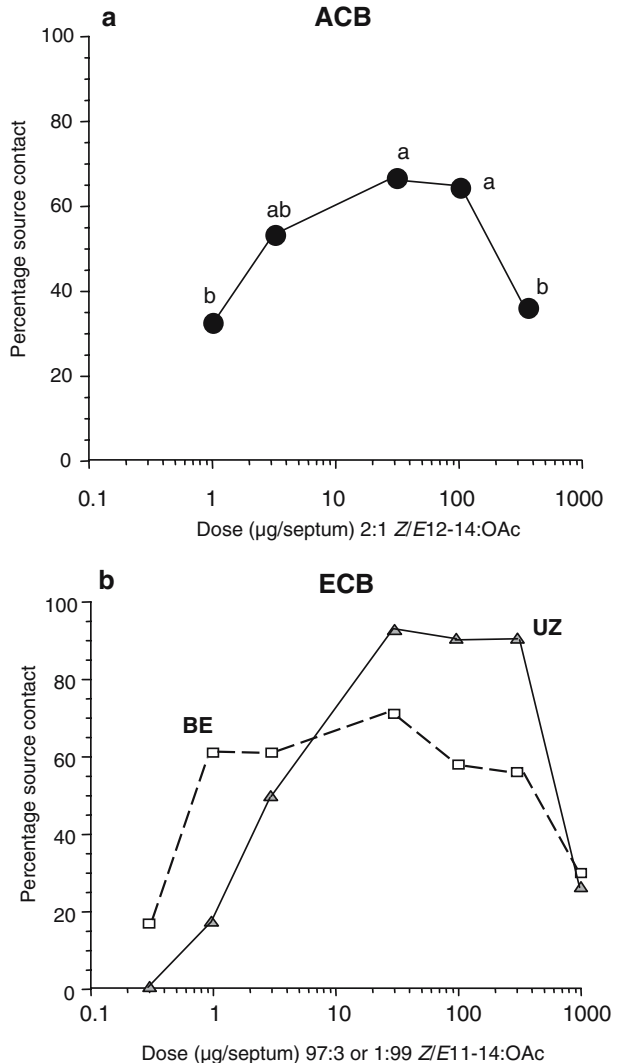 a
ACB
Percentage source contact
100
80
60
40
20
0
b
ab
a
a
b
0.1 1 10 100 1000
Dose (µg/septum) 2:1 Z/E12-14:OAc
b
ECB
Percentage source contact
100
80
60
40
20
0
BE
UZ
0.1 1 10 100 1000
Dose (µg/septum) 97:3 or 1:99 Z/E11-14:OAc